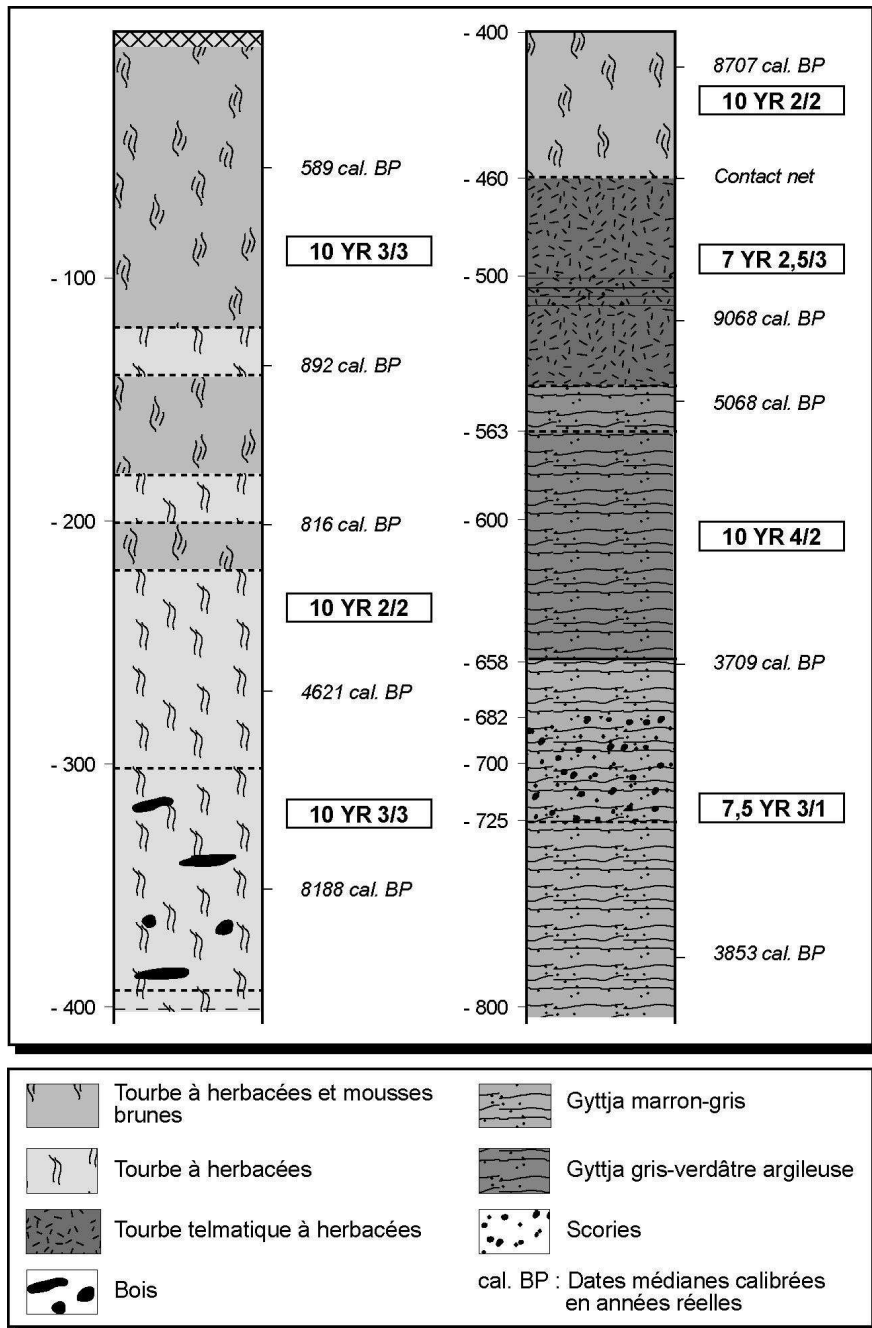 589 cal. BP
10 YR 3/3
- 100
892 cal. BP
- 200
816 cal. BP
10 YR 2/2
4621 cal. BP
- 300
10 YR 3/3
8188 cal. BP
- 400
- 400
8707 cal. BP
10 YR 2/2
- 460
Contact net
7 YR 2,5/3
- 500
9068 cal. BP
5068 cal. BP
- 563
- 600
10 YR 4/2
- 658
3709 cal. BP
- 682
- 700
- 725
7,5 YR 3/1
3853 cal. BP
- 800
Tourbe à herbacées et mousses
brunes
Tourbe à herbacées
Tourbe telmatique à herbacées
Bois
Gyttja marron-gris
Gyttja gris-verdâtre argileuse
Scories
cal. BP : Dates médianes calibrées
en années réelles